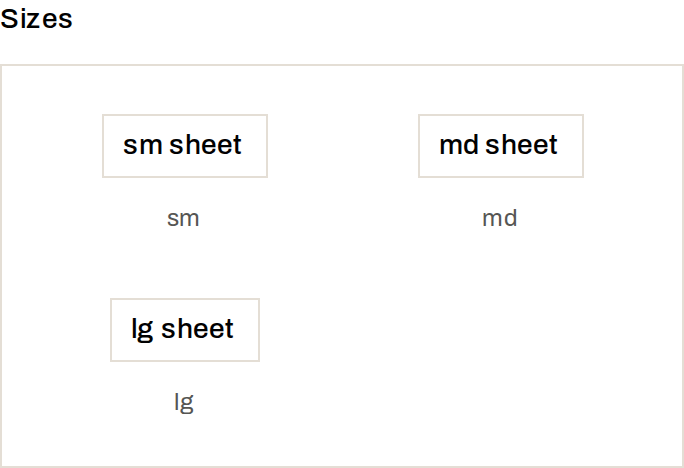 Sizes
sm sheet
md sheet
sm
md
lg sheet
lg